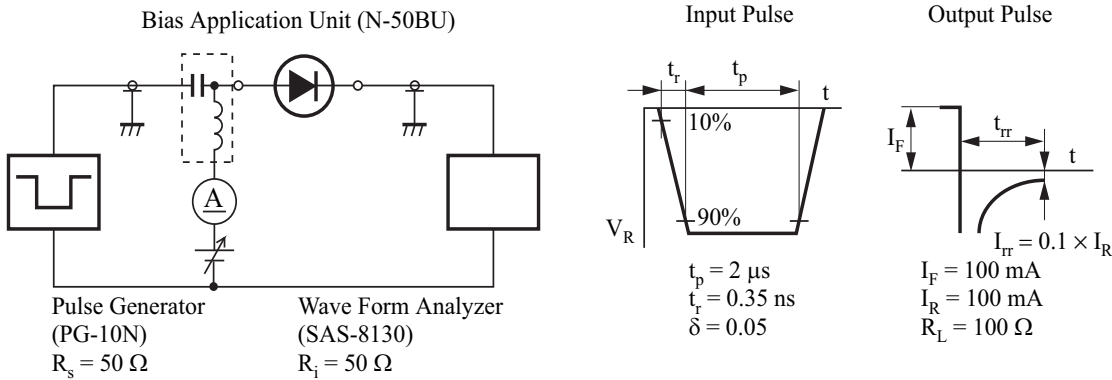 Bias Application Unit (N-50BU)
A
Pulse Generator
(PG-10N)
R_s = 50 Ω
Wave Form Analyzer
(SAS-8130)
R_i = 50 Ω
Input Pulse
t_r
t_p
t
10%
90%
V_R
t_p = 2 μs
t_r = 0.35 ns
δ = 0.05
Output Pulse
I_F
t_rr
t
I_rr = 0.1 × I_R
I_F = 100 mA
I_R = 100 mA
R_L = 100 Ω